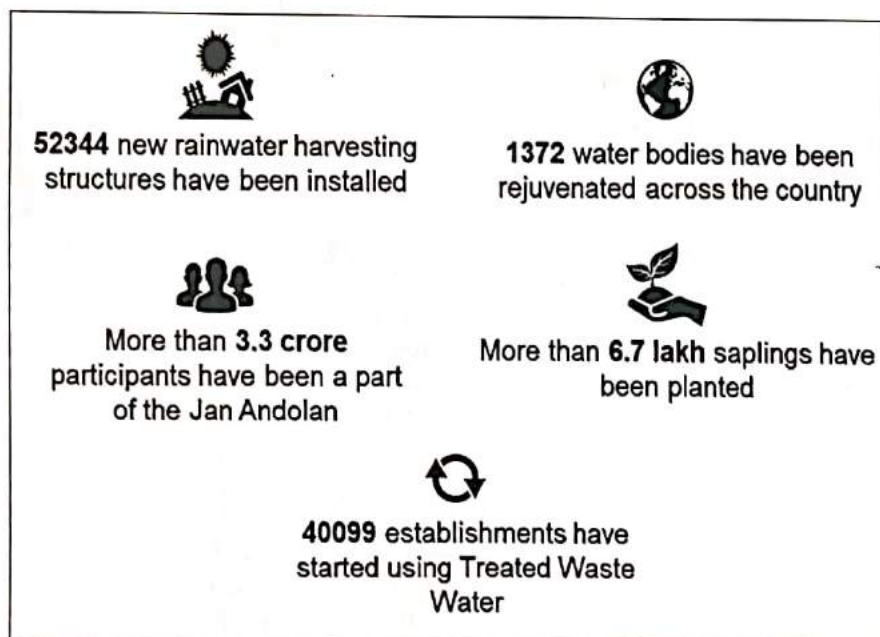 52344 new rainwater harvesting
structures have been installed
1372 water bodies have been
rejuvenated across the country
More than 3.3 crore
participants have been a part
of the Jan Andolan
More than 6.7 lakh saplings have
been planted
40099 establishments have
started using Treated Waste
Water